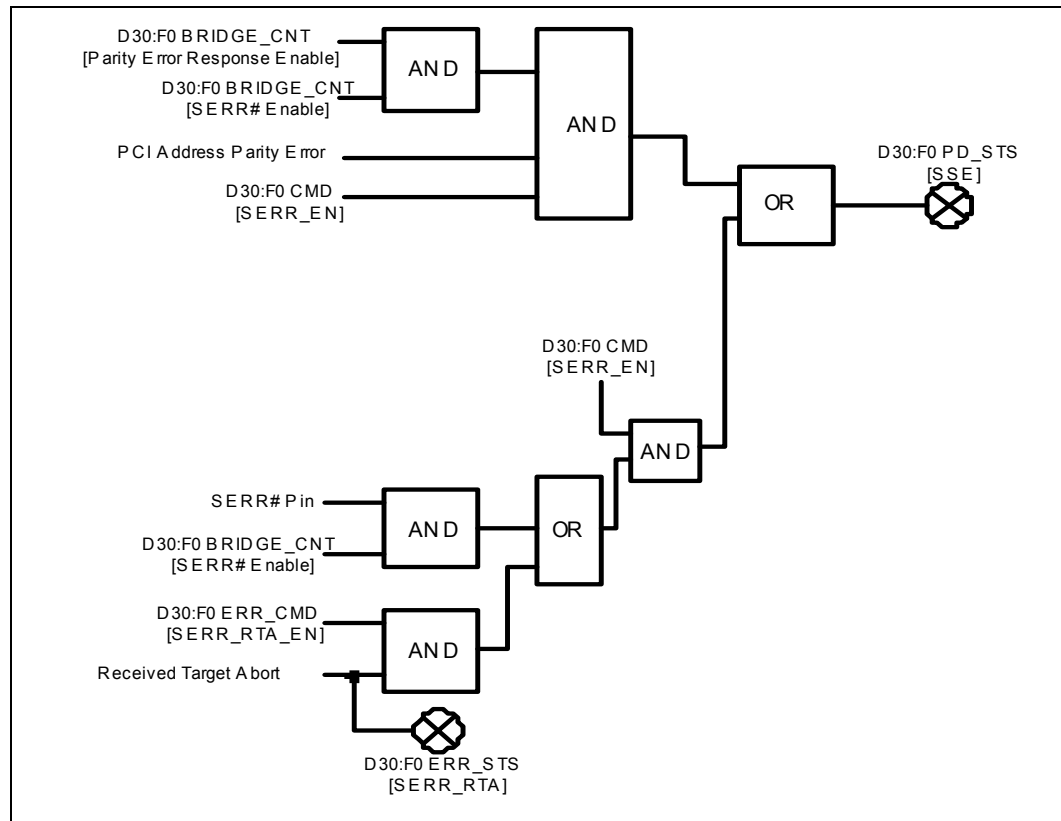 D30:F0 BRIDGE_CNT
[Parity Error Response Enable]
AND
D30:F0 BRIDGE_CNT
[SERR# Enable]
AND
PCI Address Parity Error
D30:F0 CMD
[SERR_EN]
D30:F0 PD_STS
[SSE]
OR
D30:F0 CMD
[SERR_EN]
AND
SERR# Pin
AND
OR
D30:F0 BRIDGE_CNT
[SERR# Enable]
D30:F0 ERR_CMD
[SERR_RTA_EN]
AND
Received Target Abort
D30:F0 ERR_STS
[SERR_RTA]